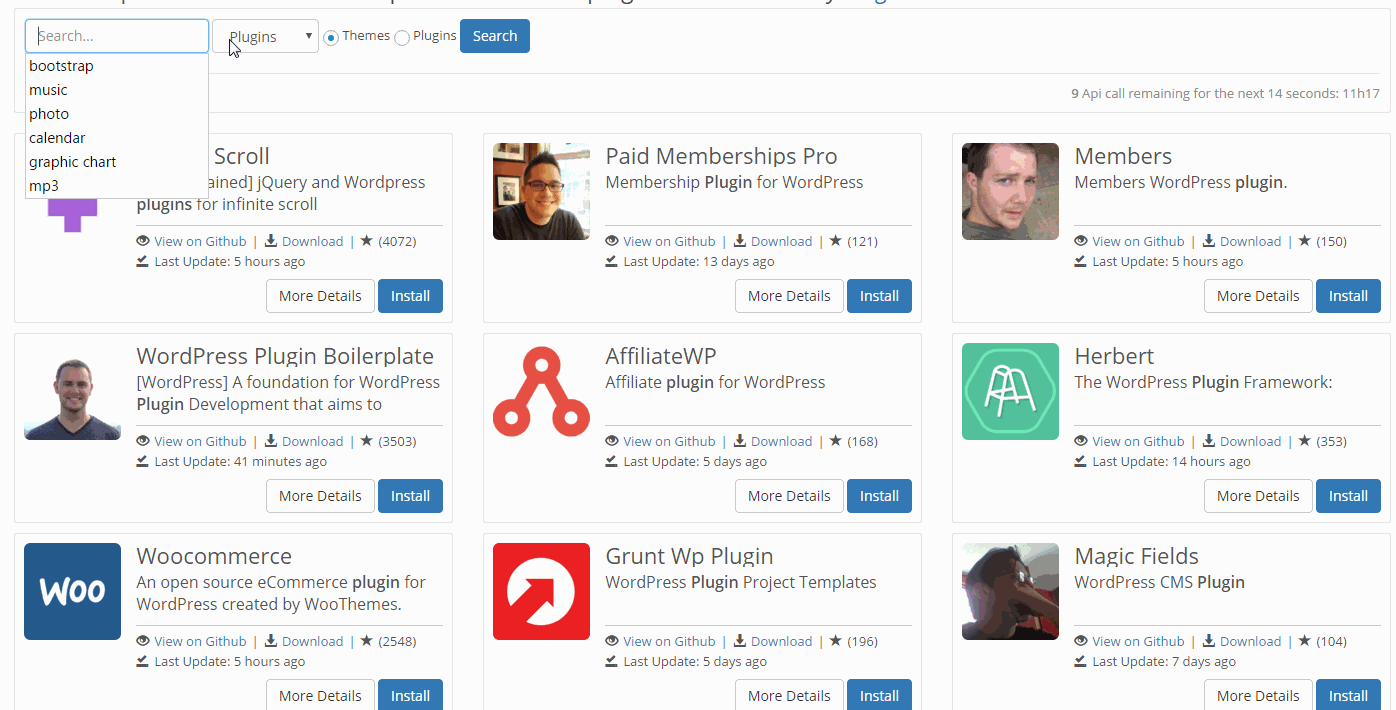 Search...
Plugins
Themes
Plugins
Search
bootstrap
music
photo
calendar
graphic chart
mp3
9 Api call remaining for the next 14 seconds: 11h17
Scroll
ained] jQuery and Wordpress
plugins for infinite scroll
View on Github | Download | (4072)
Last Update: 5 hours ago
More Details Install
Paid Memberships Pro
Membership Plugin for WordPress
View on Github | Download | (121)
Last Update: 13 days ago
More Details Install
Members
Members WordPress plugin.
View on Github | Download | (150)
Last Update: 5 hours ago
More Details Install
WordPress Plugin Boilerplate
[WordPress] A foundation for WordPress
Plugin Development that aims to
View on Github | Download | (3503)
Last Update: 41 minutes ago
More Details Install
AffiliateWP
Affiliate plugin for WordPress
View on Github | Download | (168)
Last Update: 5 days ago
More Details Install
Herbert
The WordPress Plugin Framework:
View on Github | Download | (353)
Last Update: 14 hours ago
More Details Install
WOO
Woocommerce
An open source eCommerce plugin for
WordPress created by WooThemes.
View on Github | Download | (2548)
Last Update: 5 hours ago
More Details Install
Grunt Wp Plugin
WordPress Plugin Project Templates
View on Github | Download | (196)
Last Update: 5 days ago
More Details Install
Magic Fields
WordPress CMS Plugin
View on Github | Download | (104)
Last Update: 7 days ago
More Details Install